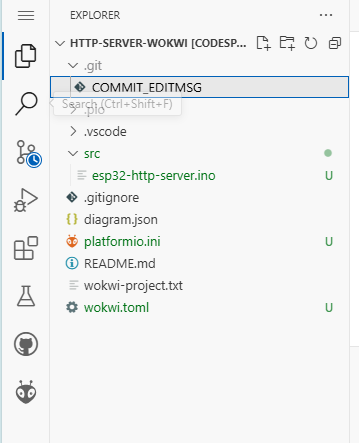 EXPLORER
HTTP-SERVER-WOKWI [CODESP...
.git
COMMIT_EDITMSG
Search (Ctrl+Shift+F)
.pio
.vscode
src
esp32-http-server.ino U
.gitignore
diagram.json
platformio.ini U
README.md
wokwi-project.txt
wokwi.toml U